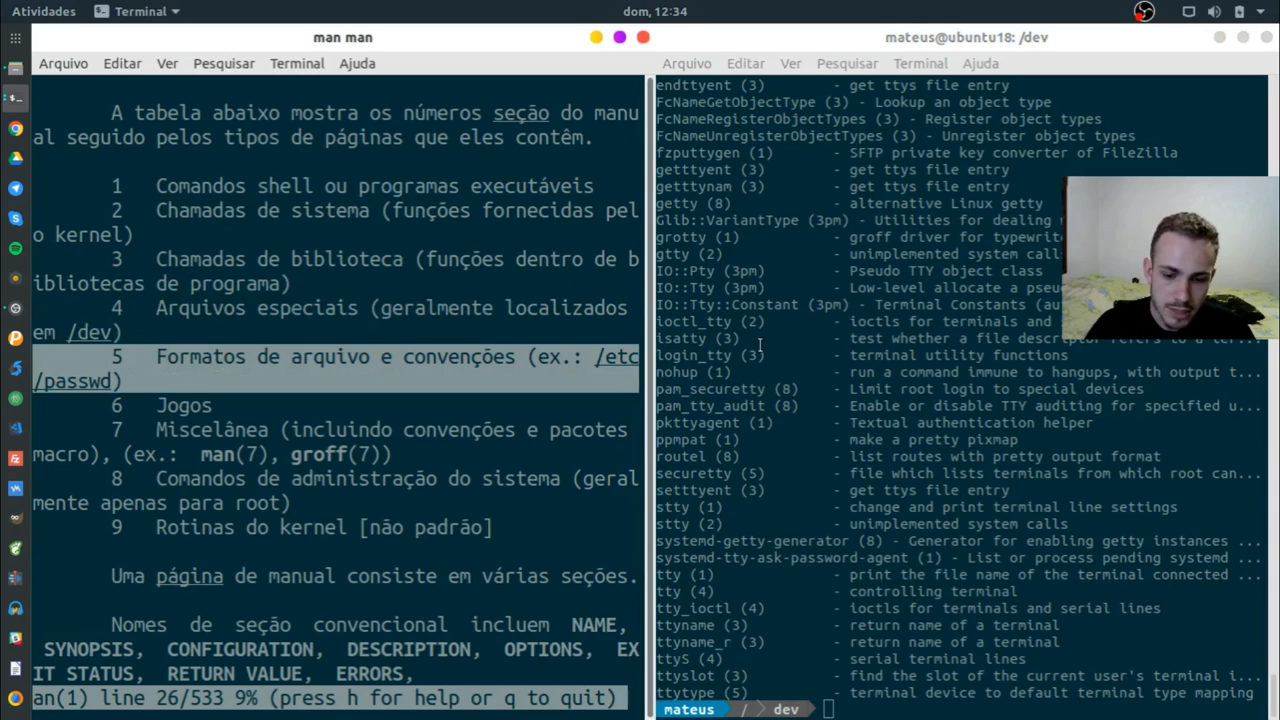 Atividades
Terminal
dom, 12:34
man man
Arquivo Editar Ver Pesquisar Terminal Ajuda
A tabela abaixo mostra os números seção do manu
al seguido pelos tipos de páginas que eles contêm.
1 Comandos shell ou programas executáveis
2 Chamadas de sistema (funções fornecidas pel
o kernel)
3 Chamadas de biblioteca (funções dentro de b
ibliotecas de programa)
4 Arquivos especiais (geralmente localizados
em /dev)
5 Formatos de arquivo e convenções (ex.: /etc
/passwd)
6 Jogos
7 Miscelânea (incluindo convenções e pacotes
macro), (ex.: man(7), groff(7))
8 Comandos de administração do sistema (geral
mente apenas para root)
9 Rotinas do kernel [não padrão]
Uma página de manual consiste em várias seções.
Nomes de seção convencional incluem NAME,
SYNOPSIS, CONFIGURATION, DESCRIPTION, OPTIONS, EX
IT STATUS, RETURN VALUE, ERRORS,
an(1) line 26/533 9% (press h for help or q to quit)
mateus@ubuntu18: /dev
Arquivo Editar Ver Pesquisar Terminal Ajuda
endttyent (3) - get ttys file entry
FcNameGetObjectType (3) - Lookup an object type
FcNameRegisterObjectTypes (3) - Register object types
FcNameUnregisterObjectTypes (3) - Unregister object types
fzputtygen (1) - SFTP private key converter of FileZilla
getttyent (3) - get ttys file entry
getttynam (3) - get ttys file entry
getty (8) - alternative Linux getty
Glib::VariantType (3pm) - Utilities for dealing
grotty (1) - groff driver for typewrite
gtty (2) - unimplemented system calls
IO::Pty (3pm) - Pseudo TTY object class
IO::Tty (3pm) - Low-level allocate a pseu
IO::Tty::Constant (3pm) - Terminal Constants (au
ioctl_tty (2) - ioctls for terminals and
isatty (3) - test whether a file descriptor refers to a ter...
login_tty (3) - terminal utility functions
nohup (1) - run a command immune to hangups, with output t...
pam_securetty (8) - Limit root login to special devices
pam_tty_audit (8) - Enable or disable TTY auditing for specified u...
pkttyagent (1) - Textual authentication helper
ppmpat (1) - make a pretty pixmap
routel (8) - list routes with pretty output format
securetty (5) - file which lists terminals from which root can...
setttyent (3) - get ttys file entry
stty (1) - change and print terminal line settings
stty (2) - unimplemented system calls
systemd-getty-generator (8) - Generator for enabling getty instances ...
systemd-tty-ask-password-agent (1) - List or process pending systemd ...
tty (1) - print the file name of the terminal connected ...
tty (4) - controlling terminal
tty_ioctl (4) - ioctls for terminals and serial lines
ttyname (3) - return name of a terminal
ttyname_r (3) - return name of a terminal
ttyS (4) - serial terminal lines
ttyslot (3) - find the slot of the current user's terminal i...
ttytype (5) - terminal device to default terminal type mapping
mateus / dev